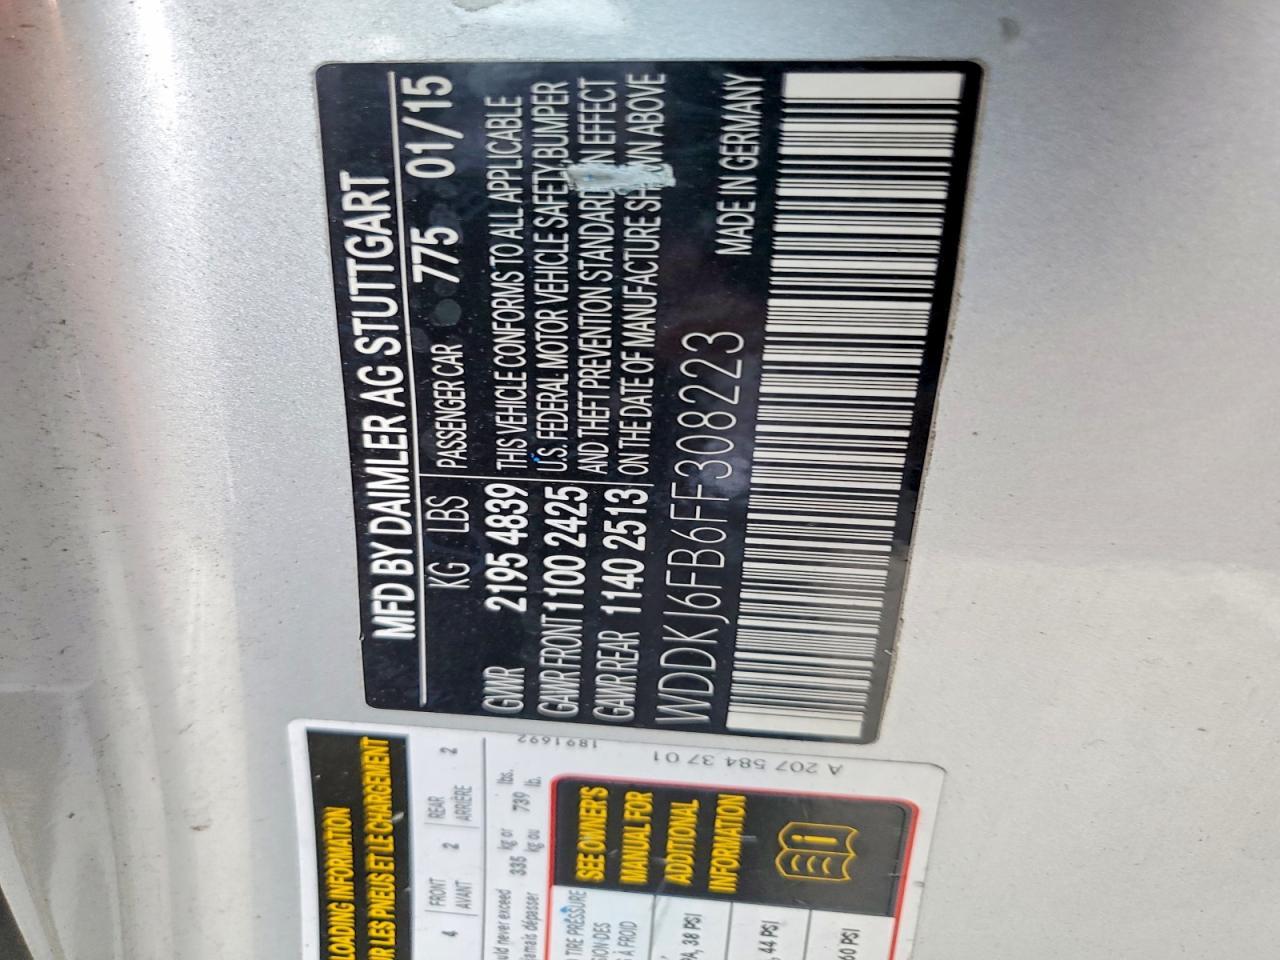 MFD BY DAIMLER AG STUTTGART
KG LBS PASSENGER CAR 775 01/15
GVWR 2195 4839 THIS VEHICLE CONFORMS TO ALL APPLICABLE
GAWR FRONT 1100 2425 U.S. FEDERAL MOTOR VEHICLE SAFETY, BUMPER
GAWR REAR 1140 2513 AND THEFT PREVENTION STANDARD IN EFFECT
ON THE DATE OF MANUFACTURE SHOWN ABOVE
WDDKJ6FB6FF308223 MADE IN GERMANY
LOADING INFORMATION
LES PNEUS ET LE CHARGEMENT
4 FRONT 2 REAR 2
AVANT ARRIÈRE
never exceed 335 kg or 739 lbs.
jamais dépasser kg ou lb.
1891692
A 207 584 37 01
TIRE PRESSURE
À FROID
38 PSI
44 PSI
60 PSI
SEE OWNER'S
MANUAL FOR
ADDITIONAL
INFORMATION
i